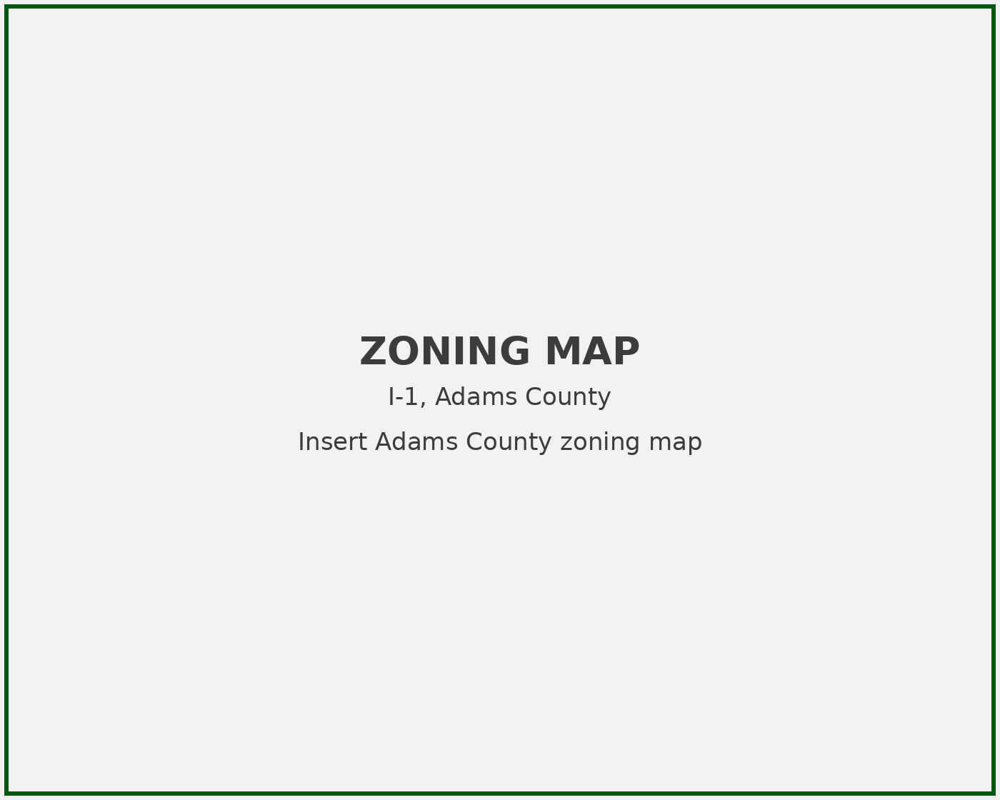 ZONING MAP
I-1, Adams County
Insert Adams County zoning map